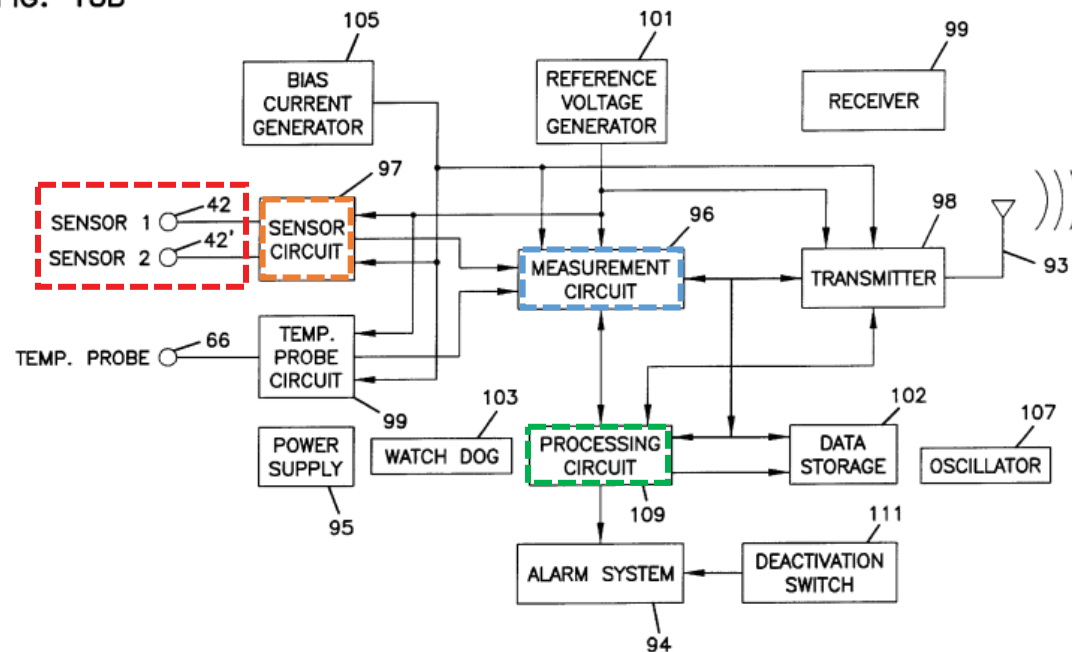 FIG.
105
101
99
BIAS
CURRENT
GENERATOR
REFERENCE
VOLTAGE
GENERATOR
RECEIVER
97
SENSOR 1
42
SENSOR 2
42'
SENSOR
CIRCUIT
96
MEASUREMENT
CIRCUIT
98
TRANSMITTER
93
TEMP. PROBE
66
TEMP.
PROBE
CIRCUIT
99
POWER
SUPPLY
95
103
WATCH DOG
PROCESSING
CIRCUIT
109
102
DATA
STORAGE
107
OSCILLATOR
ALARM SYSTEM
94
111
DEACTIVATION
SWITCH